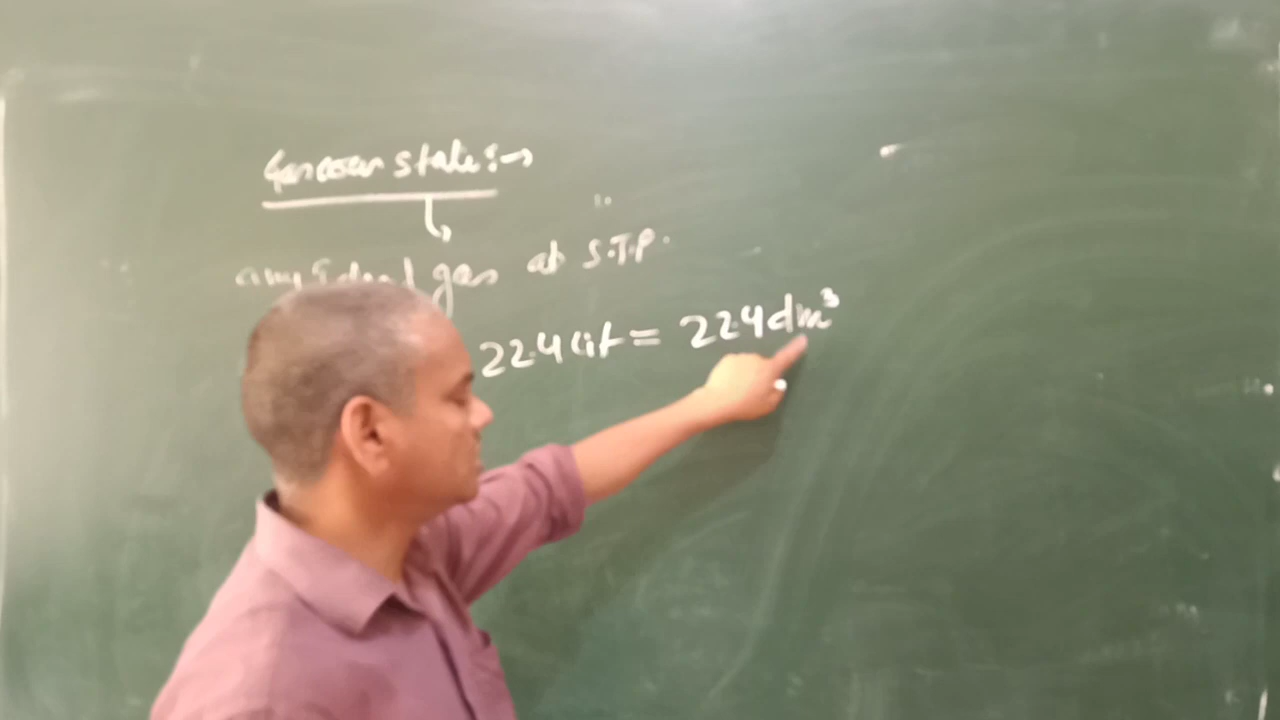 Gaseous state:→
any ideal gas at S.T.P.
22.4 lit = 22.4 dm³